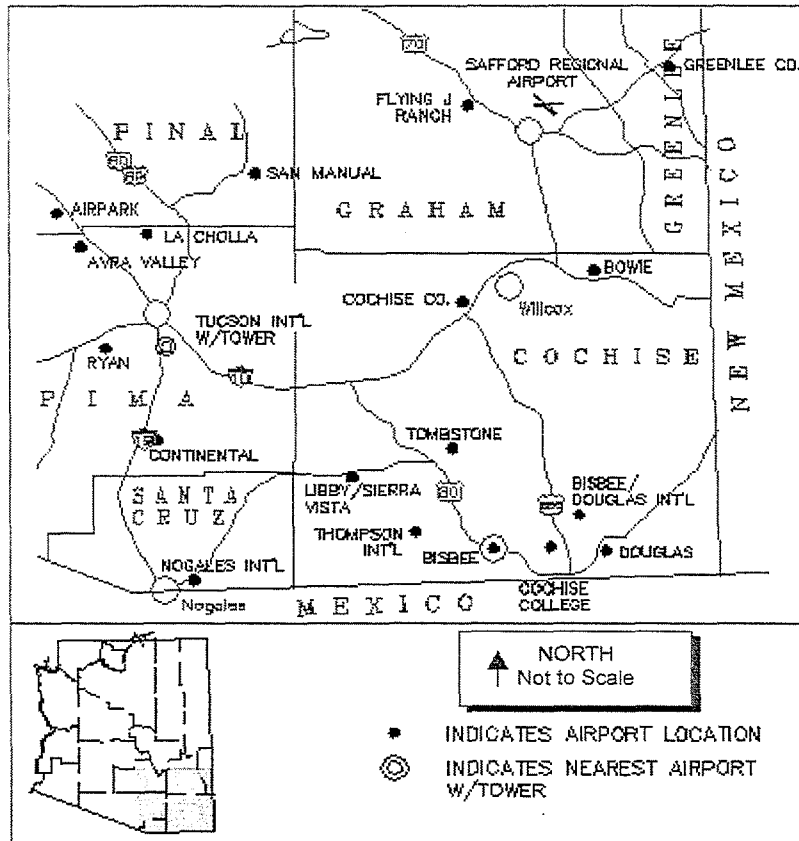 70
SAFFORD REGIONAL
AIRPORT
GREENLEE CO.
FLYING J
RANCH
PINAL
GREENLEE
SAN MANUAL
GRAHAM
NEW MEXICO
AIRPARK
LA CHOLLA
AVRA VALLEY
BOWIE
COCHISE CO.
Willcox
TUCSON INT'L
W/TOWER
RYAN
COCHISE
PIMA
TOMBSTONE
CONTINENTAL
SANTA
CRUZ
LIBBY/SIERRA
VISTA
80
BISBEE/
DOUGLAS INT'L
THOMPSON
INT'L
BISBEE
DOUGLAS
NOGALES INT'L
COCHISE
COLLEGE
Nogales
MEXICO
NORTH
Not to Scale
INDICATES AIRPORT LOCATION
INDICATES NEAREST AIRPORT
W/TOWER